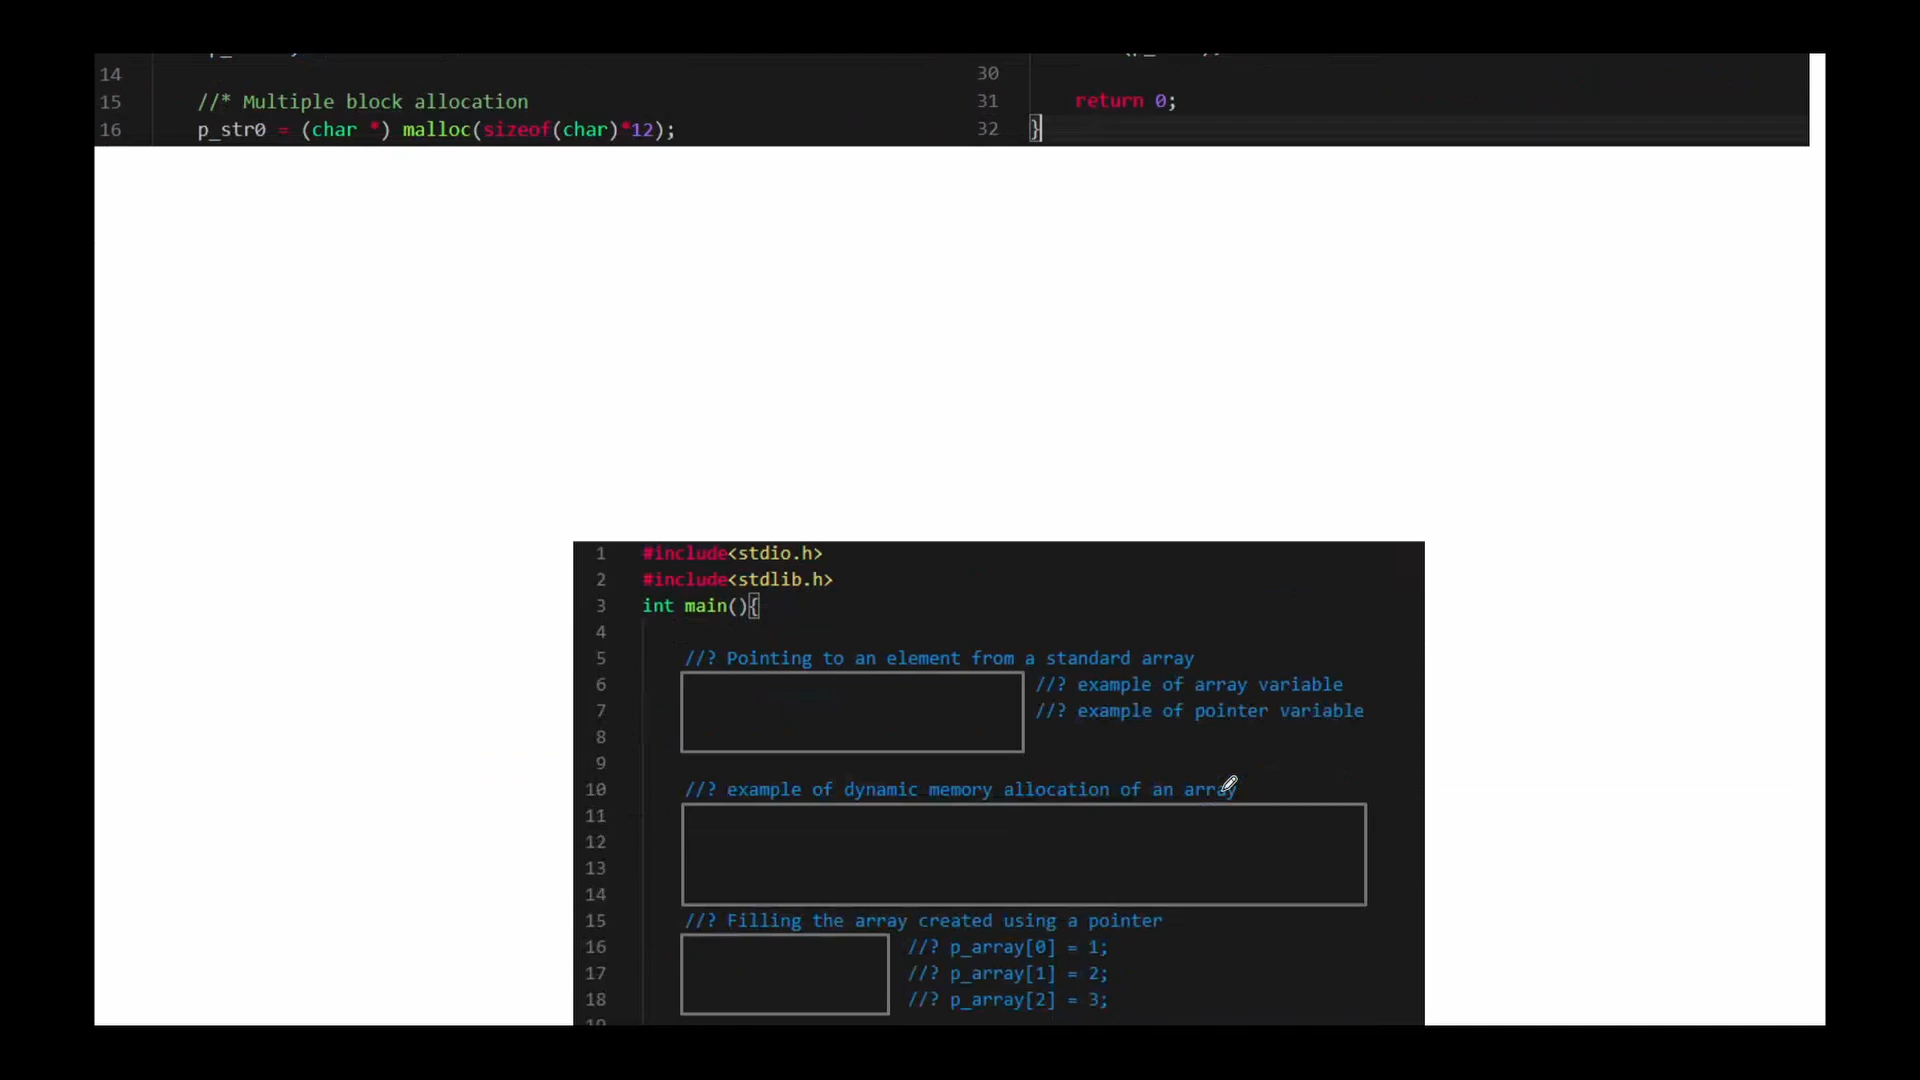 14
15 //* Multiple block allocation
16 p_str0 = (char *) malloc(sizeof(char)*12);
30
31 return 0;
32 }
1 #include<stdio.h>
2 #include<stdlib.h>
3 int main(){
4
5 //? Pointing to an element from a standard array
6 //? example of array variable
7 //? example of pointer variable
8
9
10 //? example of dynamic memory allocation of an array
11
12
13
14
15 //? Filling the array created using a pointer
16 //? p_array[0] = 1;
17 //? p_array[1] = 2;
18 //? p_array[2] = 3;